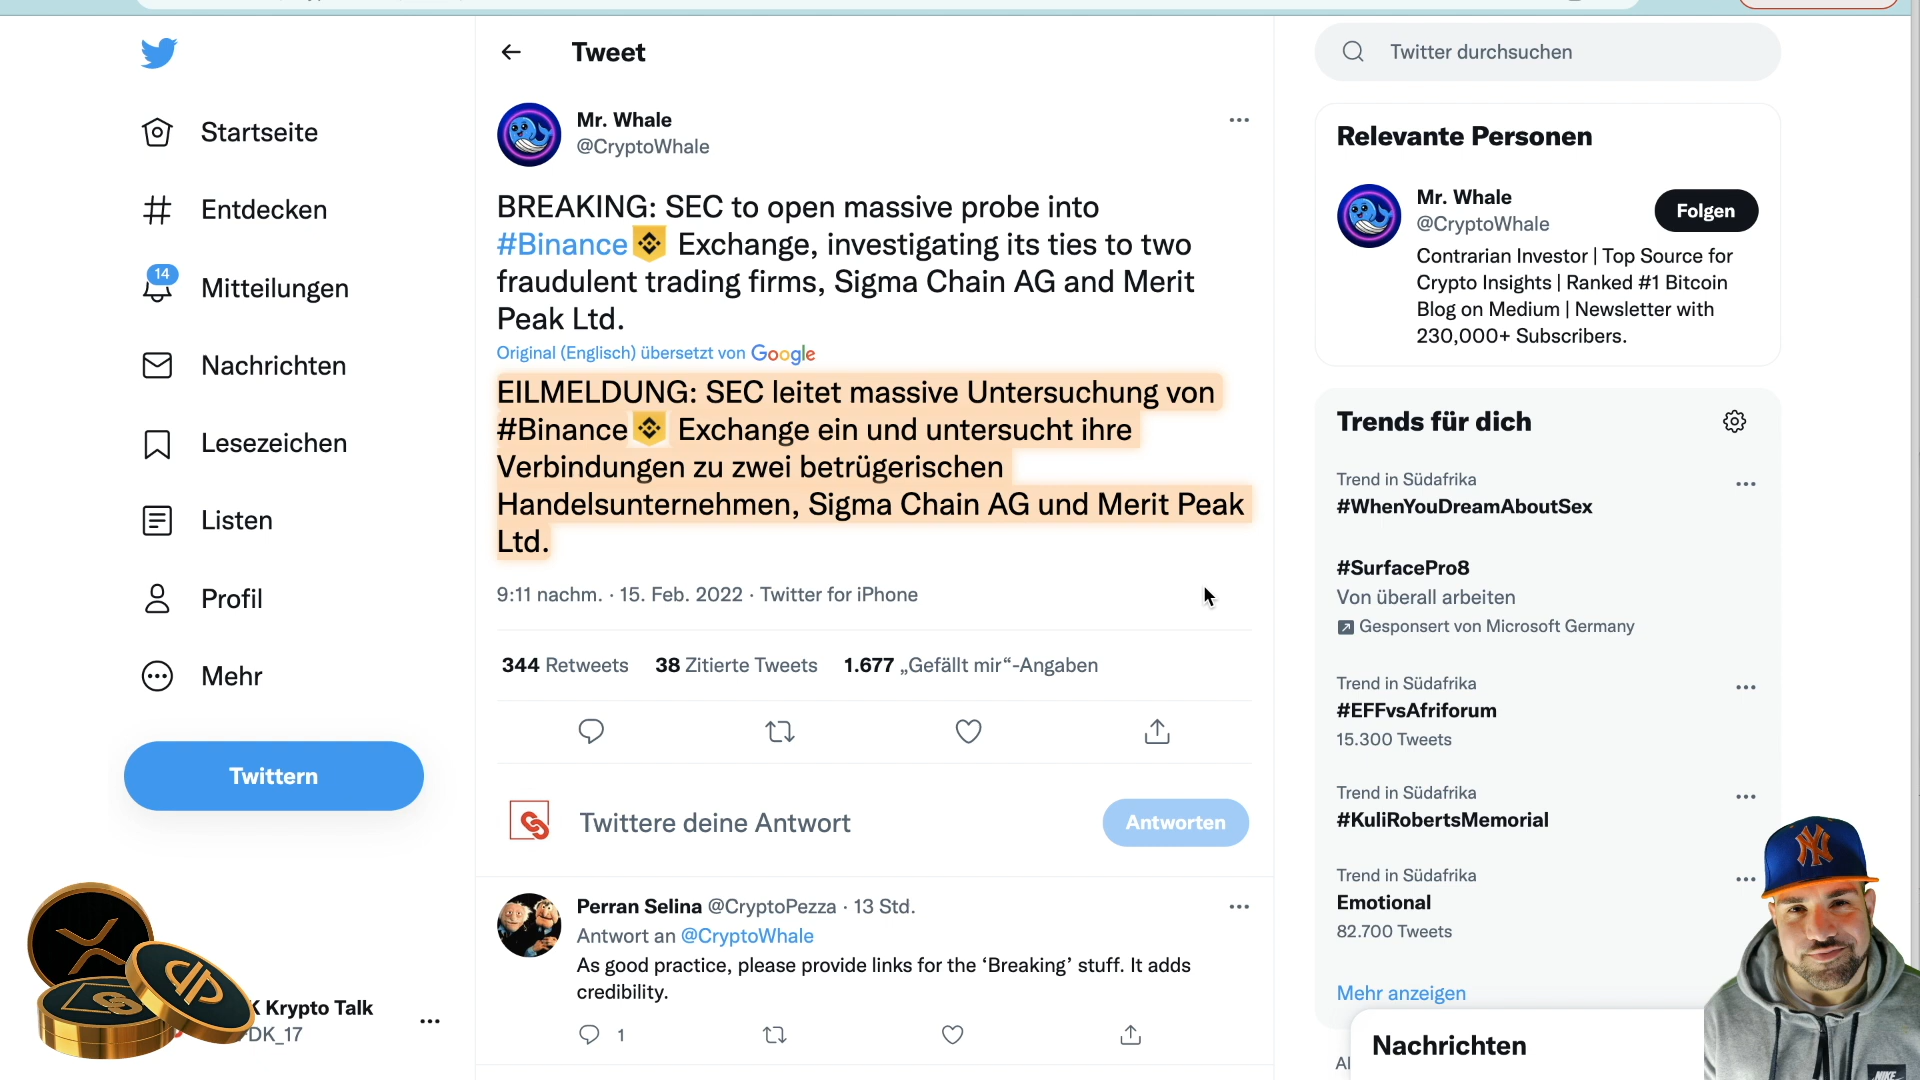 Tweet
Mr. Whale
@CryptoWhale
BREAKING: SEC to open massive probe into
#Binance Exchange, investigating its ties to two
fraudulent trading firms, Sigma Chain AG and Merit
Peak Ltd.
Original (Englisch) übersetzt von Google
EILMELDUNG: SEC leitet massive Untersuchung von
#Binance Exchange ein und untersucht ihre
Verbindungen zu zwei betrügerischen
Handelsunternehmen, Sigma Chain AG und Merit Peak
Ltd.
9:11 nachm. · 15. Feb. 2022 · Twitter for iPhone
344 Retweets 38 Zitierte Tweets 1.677 „Gefällt mir“-Angaben
Twittere deine Antwort
Antworten
Perran Selina @CryptoPezza · 13 Std.
Antwort an @CryptoWhale
As good practice, please provide links for the ‘Breaking’ stuff. It adds
credibility.
1
Startseite
Entdecken
14
Mitteilungen
Nachrichten
Lesezeichen
Listen
Profil
Mehr
Twittern
K Krypto Talk
DK_17
Twitter durchsuchen
Relevante Personen
Mr. Whale
@CryptoWhale
Folgen
Contrarian Investor | Top Source for
Crypto Insights | Ranked #1 Bitcoin
Blog on Medium | Newsletter with
230,000+ Subscribers.
Trends für dich
Trend in Südafrika
#WhenYouDreamAboutSex
#SurfacePro8
Von überall arbeiten
Gesponsert von Microsoft Germany
Trend in Südafrika
#EFFvsAfriforum
15.300 Tweets
Trend in Südafrika
#KuliRobertsMemorial
Trend in Südafrika
Emotional
82.700 Tweets
Mehr anzeigen
Nachrichten
NY
NIKE